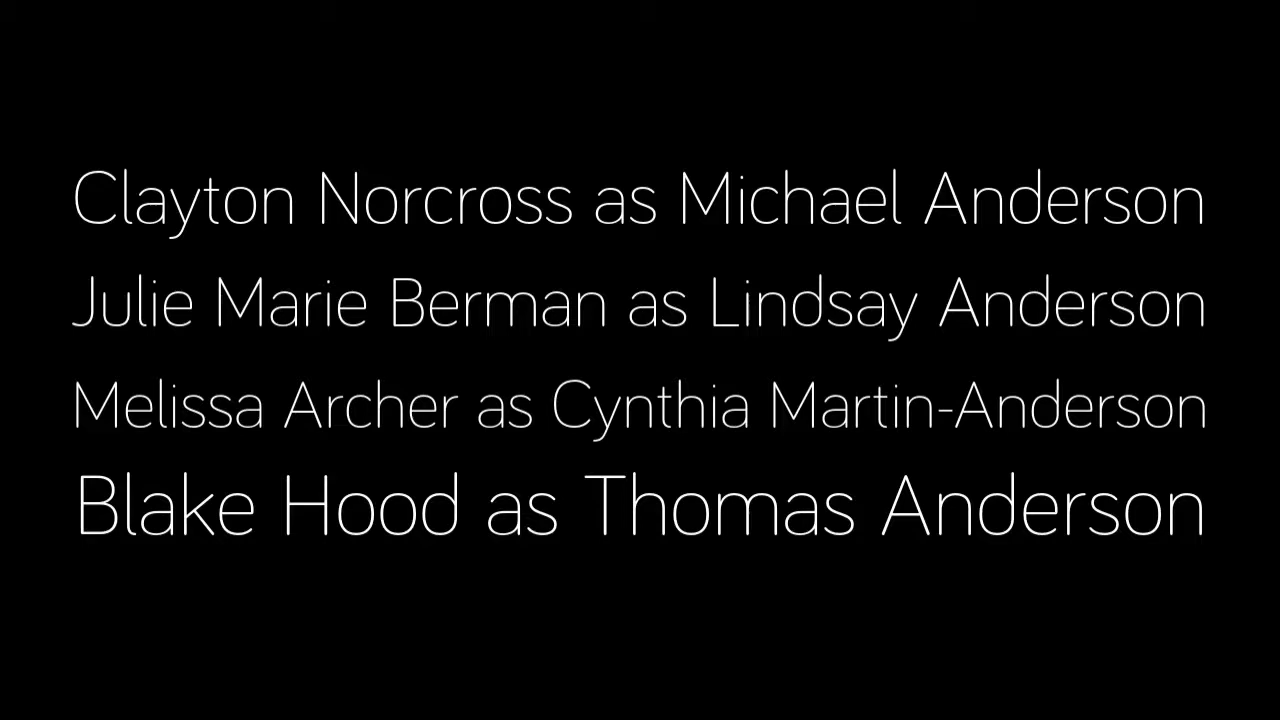 Clayton Norcross as Michael Anderson
Julie Marie Berman as Lindsay Anderson
Melissa Archer as Cynthia Martin-Anderson
Blake Hood as Thomas Anderson